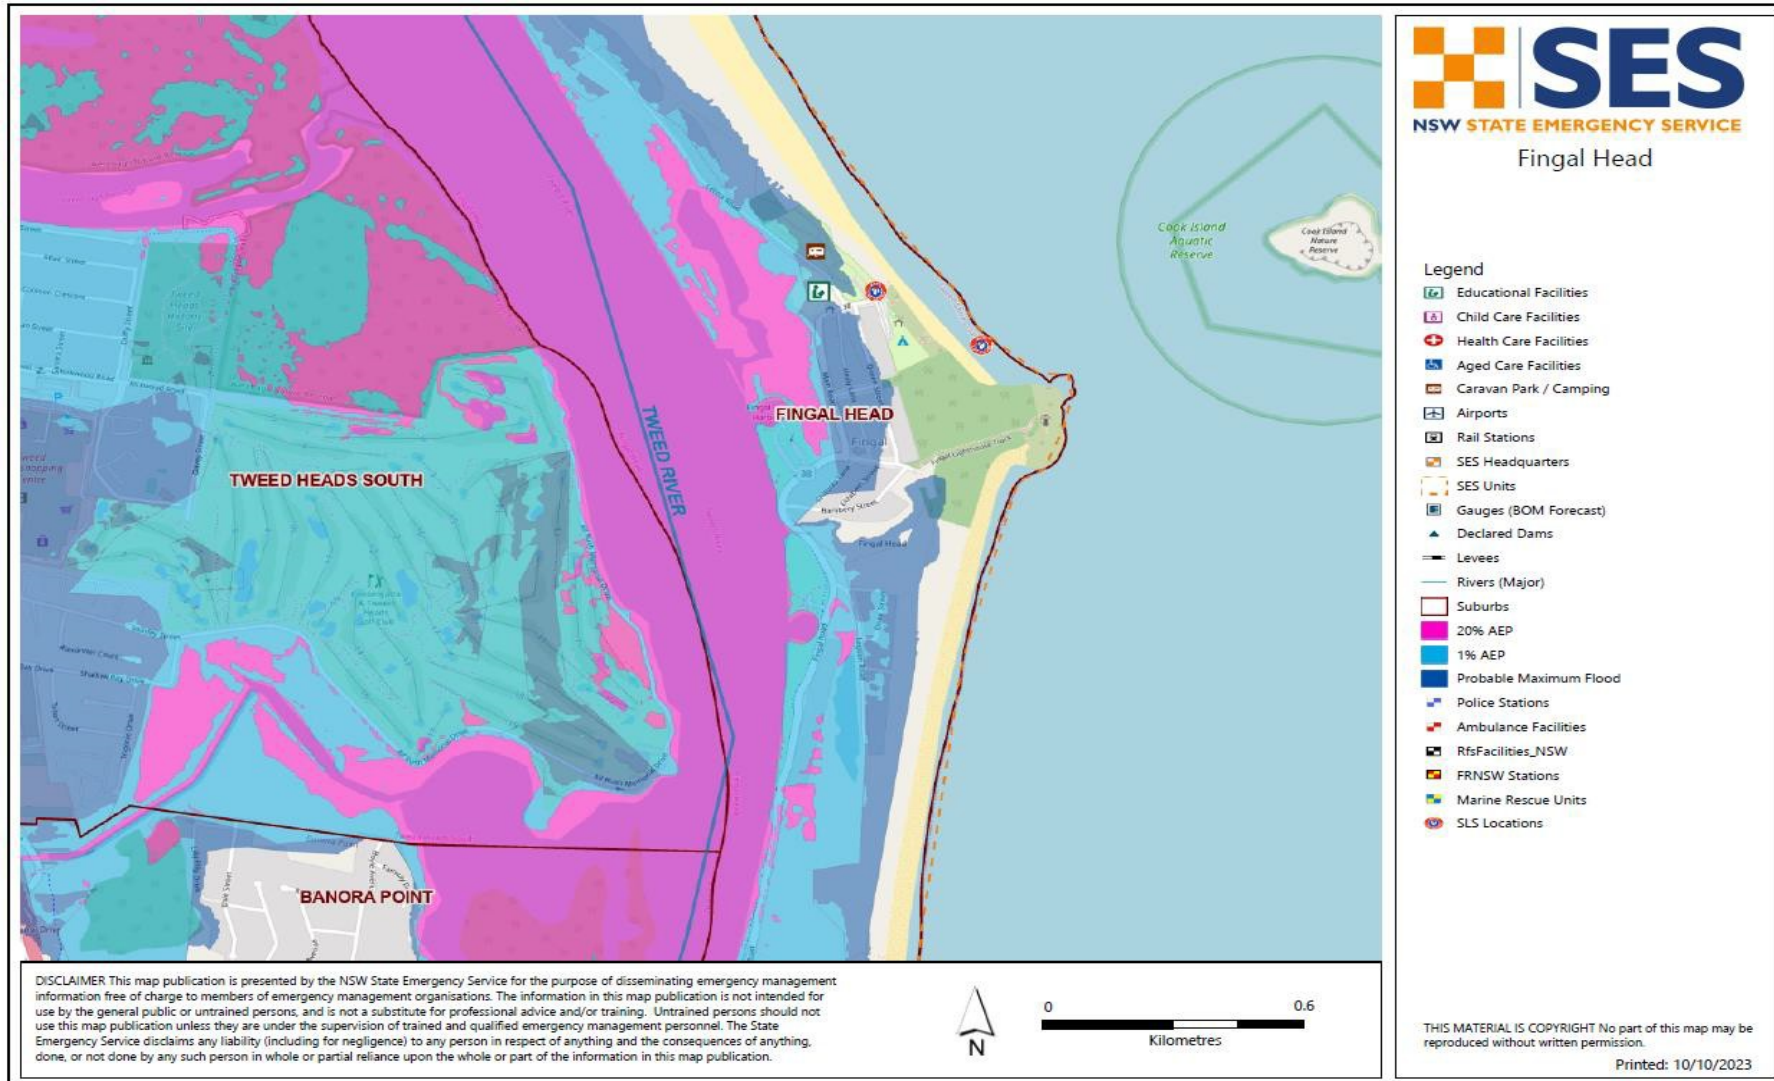 SES
NSW STATE EMERGENCY SERVICE
Fingal Head
Legend
Educational Facilities
Child Care Facilities
Health Care Facilities
Aged Care Facilities
Caravan Park / Camping
Airports
Rail Stations
SES Headquarters
SES Units
Gauges (BOM Forecast)
Declared Dams
Levees
Rivers (Major)
Suburbs
20% AEP
1% AEP
Probable Maximum Flood
Police Stations
Ambulance Facilities
RfsFacilities_NSW
FRNSW Stations
Marine Rescue Units
SLS Locations
THIS MATERIAL IS COPYRIGHT No part of this map may be
reproduced without written permission.
Printed: 10/10/2023
Cook Island
Aquatic
Reserve
Cook Island
Nature
Reserve
FINGAL HEAD
Fingal
Fingal Lighthouse Track
Fingal Head
TWEED RIVER
TWEED HEADS SOUTH
BANORA POINT
DISCLAIMER This map publication is presented by the NSW State Emergency Service for the purpose of disseminating emergency management
information free of charge to members of emergency management organisations. The information in this map publication is not intended for
use by the general public or untrained persons, and is not a substitute for professional advice and/or training. Untrained persons should not
use this map publication unless they are under the supervision of trained and qualified emergency management personnel. The State
Emergency Service disclaims any liability (including for negligence) to any person in respect of anything and the consequences of anything,
done, or not done by any such person in whole or partial reliance upon the whole or part of the information in this map publication.
N
0 0.6
Kilometres